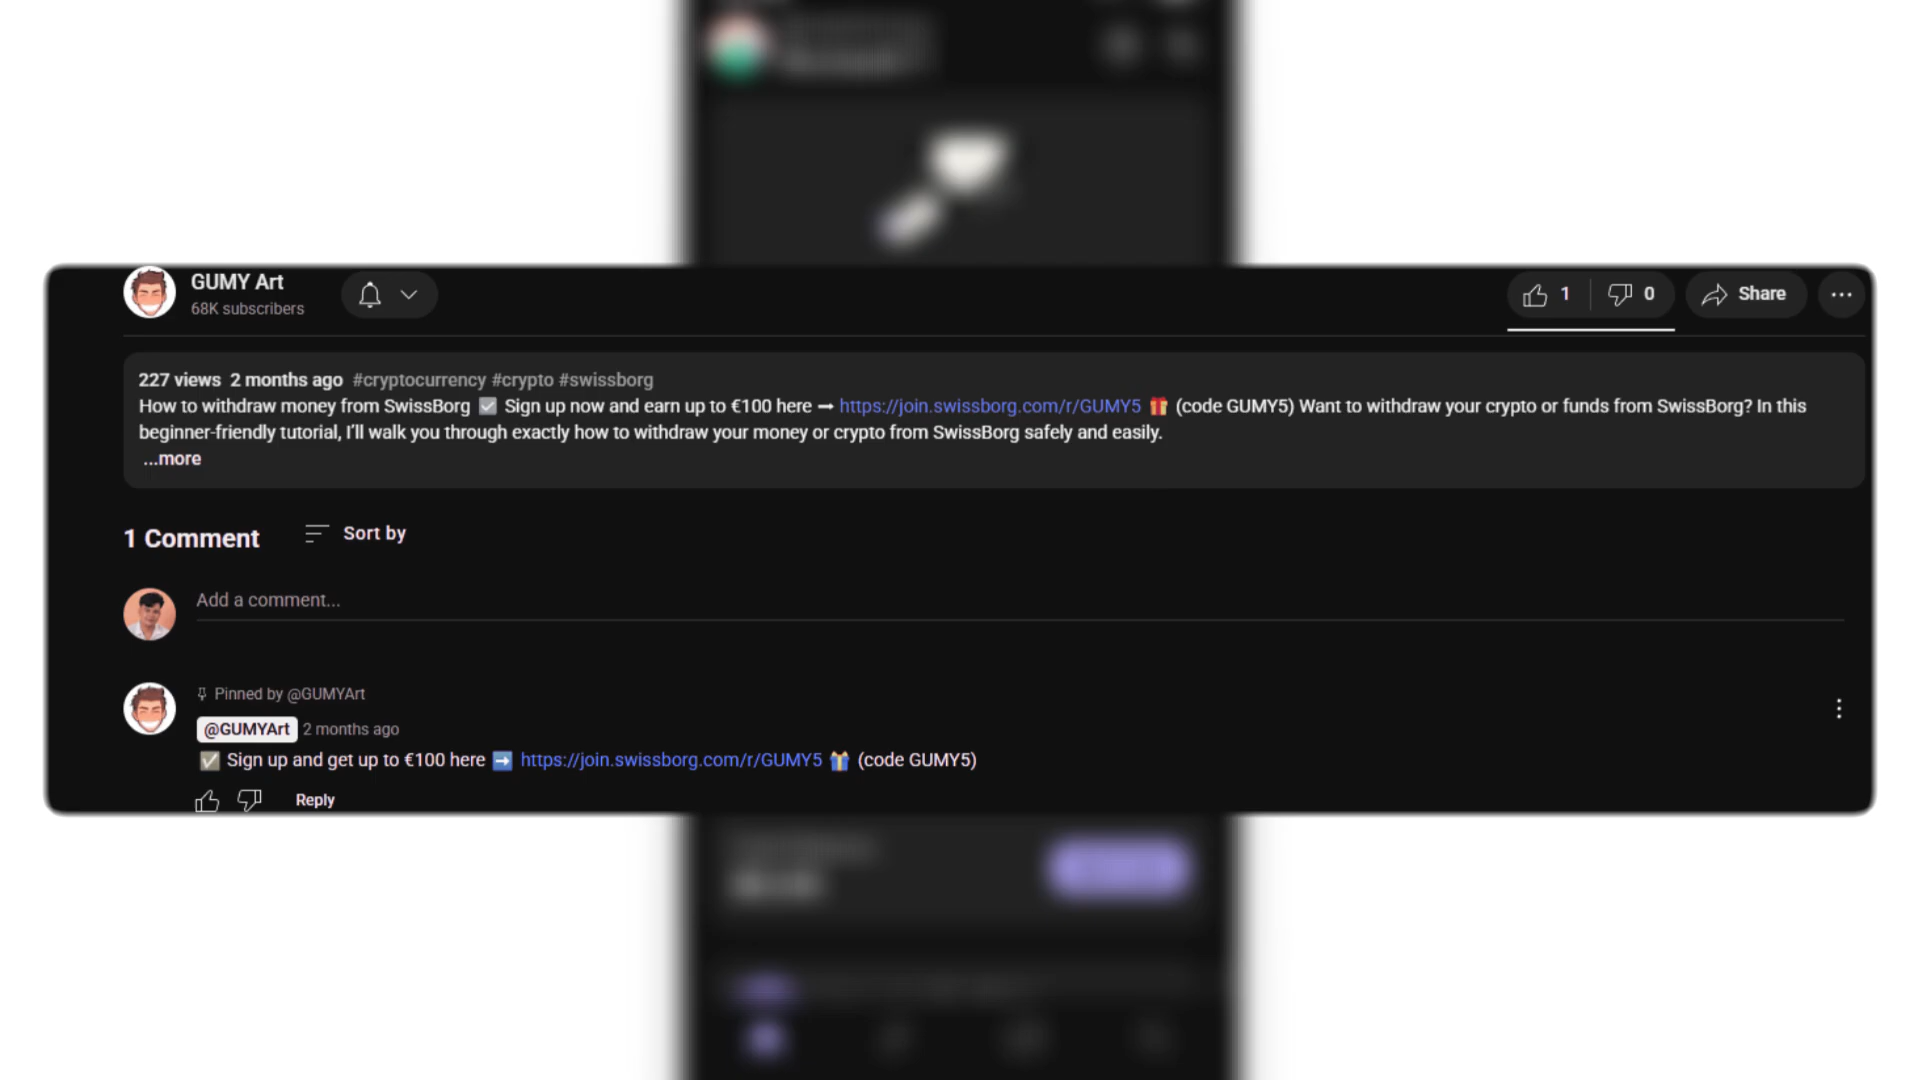 GUMY Art
68K subscribers
1
0
Share
227 views 2 months ago #cryptocurrency #crypto #swissborg
How to withdraw money from SwissBorg ☑️ Sign up now and earn up to €100 here ➡ https://join.swissborg.com/r/GUMY5 🎁 (code GUMY5) Want to withdraw your crypto or funds from SwissBorg? In this
beginner-friendly tutorial, I'll walk you through exactly how to withdraw your money or crypto from SwissBorg safely and easily.
...more
1 Comment
Sort by
Add a comment...
Pinned by @GUMYArt
@GUMYArt 2 months ago
✅ Sign up and get up to €100 here ➡️ https://join.swissborg.com/r/GUMY5 🎁 (code GUMY5)
Reply